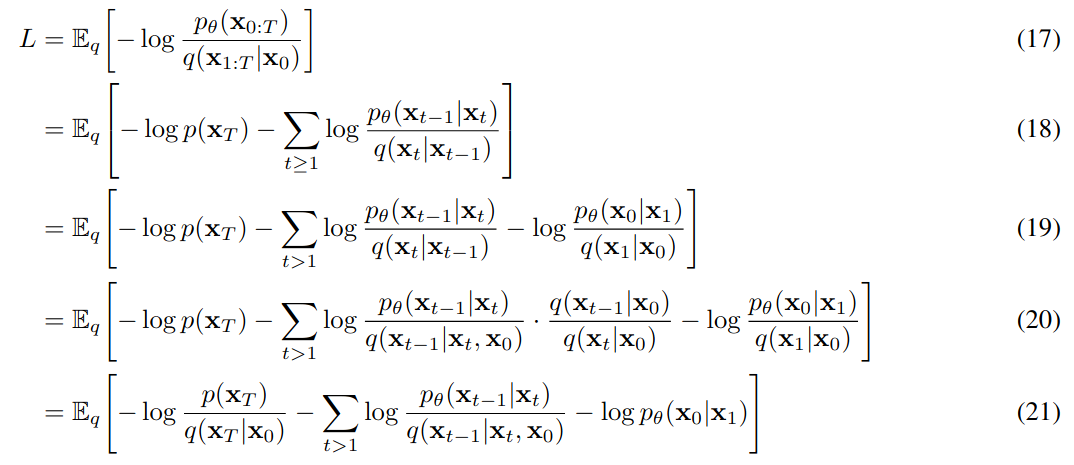 L = 𝔼_q[ − log p_θ(x_{0:T}) / q(x_{1:T}|x_0) ] (17)
= 𝔼_q[ − log p(x_T) − ∑_{t≥1} log p_θ(x_{t−1}|x_t) / q(x_t|x_{t−1}) ] (18)
= 𝔼_q[ − log p(x_T) − ∑_{t>1} log p_θ(x_{t−1}|x_t) / q(x_t|x_{t−1}) − log p_θ(x_0|x_1) / q(x_1|x_0) ] (19)
= 𝔼_q[ − log p(x_T) − ∑_{t>1} log p_θ(x_{t−1}|x_t) / q(x_{t−1}|x_t, x_0) · q(x_{t−1}|x_0) / q(x_t|x_0) − log p_θ(x_0|x_1) / q(x_1|x_0) ] (20)
= 𝔼_q[ − log p(x_T) / q(x_T|x_0) − ∑_{t>1} log p_θ(x_{t−1}|x_t) / q(x_{t−1}|x_t, x_0) − log p_θ(x_0|x_1) ] (21)